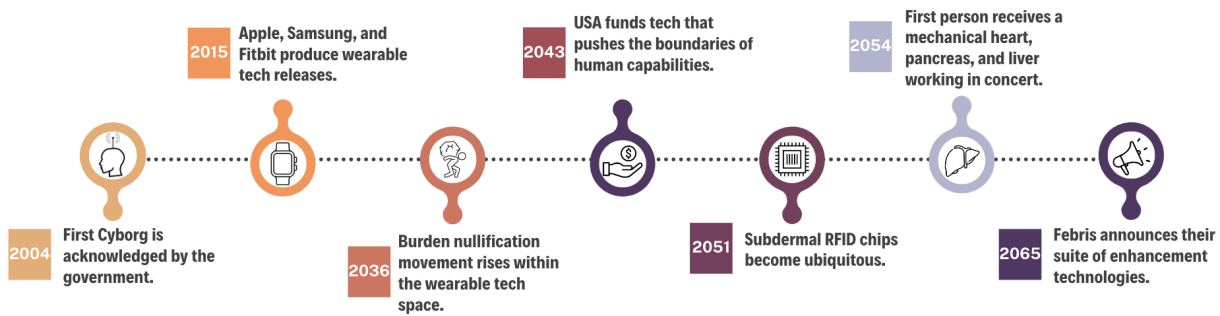 2004
First Cyborg is
acknowledged by the
government.
2015
Apple, Samsung, and
Fitbit produce wearable
tech releases.
2036
Burden nullification
movement rises within
the wearable tech
space.
2043
USA funds tech that
pushes the boundaries of
human capabilities.
$
2051
Subdermal RFID chips
become ubiquitous.
2054
First person receives a
mechanical heart,
pancreas, and liver
working in concert.
2065
Febris announces their
suite of enhancement
technologies.